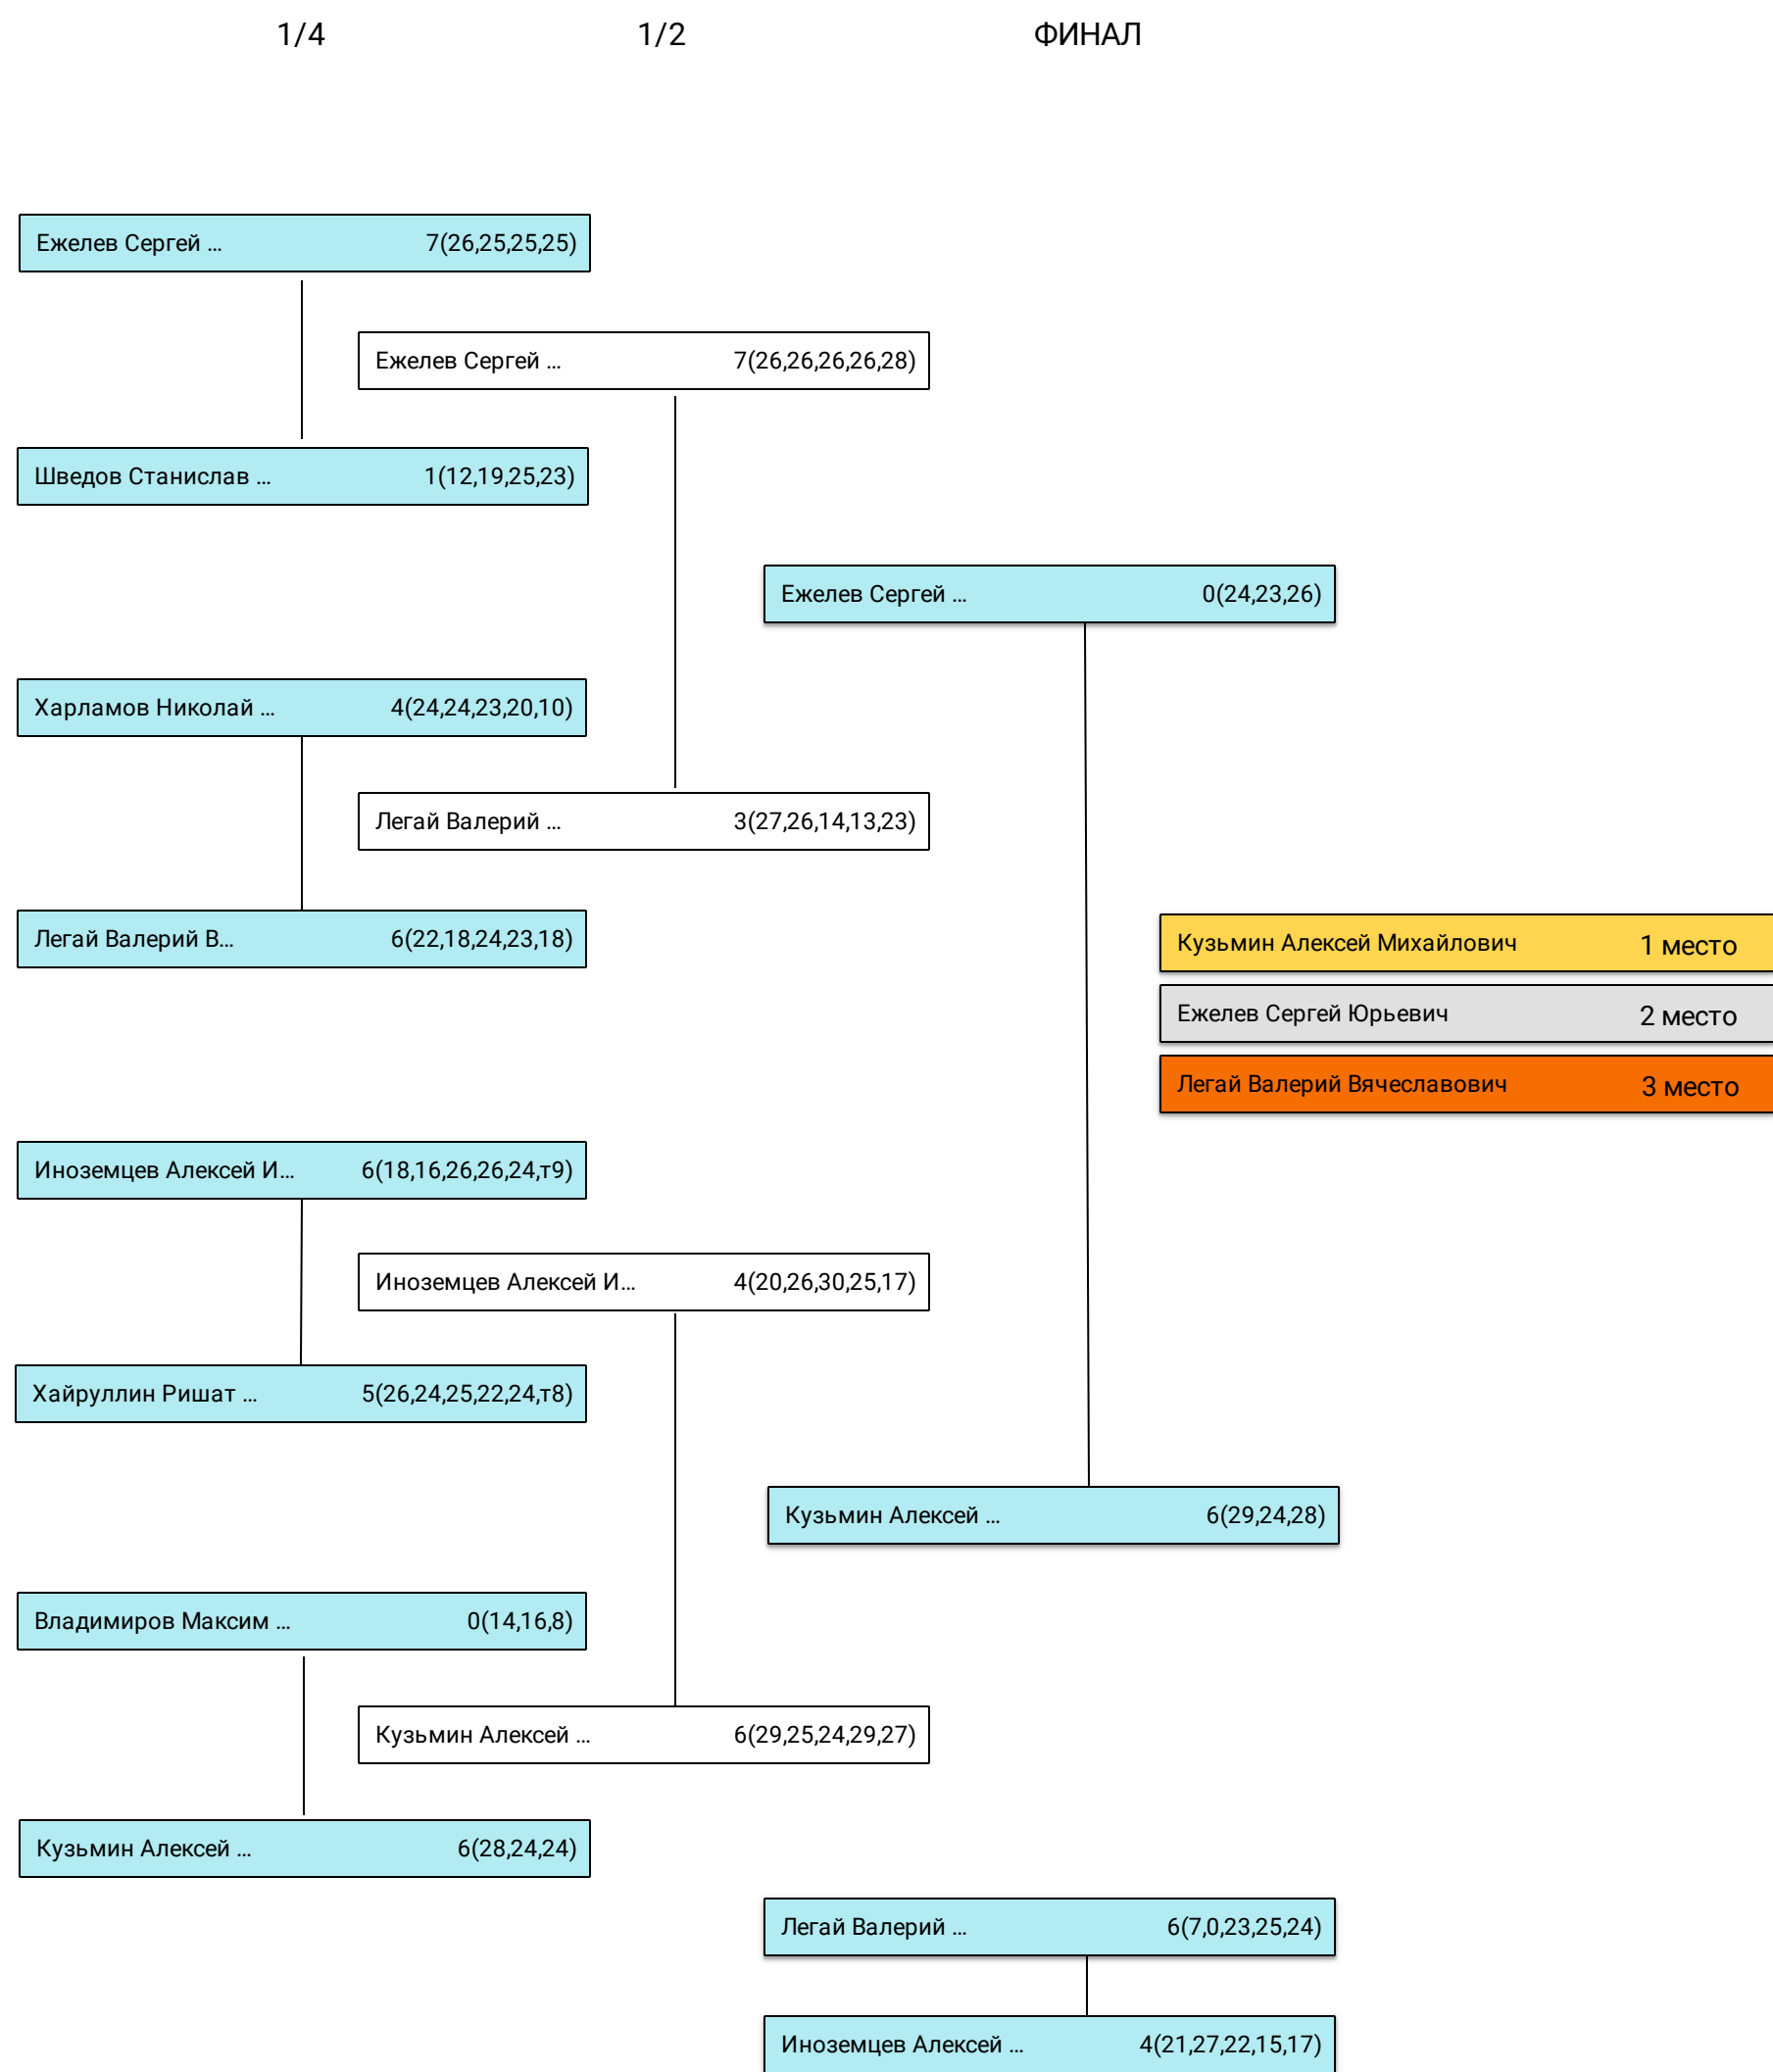 1/4 1/2 ФИНАЛ
Ежелев Сергей ... 7(26,25,25,25)
Ежелев Сергей ... 7(26,26,26,26,28)
Шведов Станислав ... 1(12,19,25,23)
Ежелев Сергей ... 0(24,23,26)
Харламов Николай ... 4(24,24,23,20,10)
Легай Валерий ... 3(27,26,14,13,23)
Легай Валерий В... 6(22,18,24,23,18)
Кузьмин Алексей Михайлович 1 место
Ежелев Сергей Юрьевич 2 место
Легай Валерий Вячеславович 3 место
Иноземцев Алексей И... 6(18,16,26,26,24,т9)
Иноземцев Алексей И... 4(20,26,30,25,17)
Хайруллин Ришат ... 5(26,24,25,22,24,т8)
Кузьмин Алексей ... 6(29,24,28)
Владимиров Максим ... 0(14,16,8)
Кузьмин Алексей ... 6(29,25,24,29,27)
Кузьмин Алексей ... 6(28,24,24)
Легай Валерий ... 6(7,0,23,25,24)
Иноземцев Алексей ... 4(21,27,22,15,17)